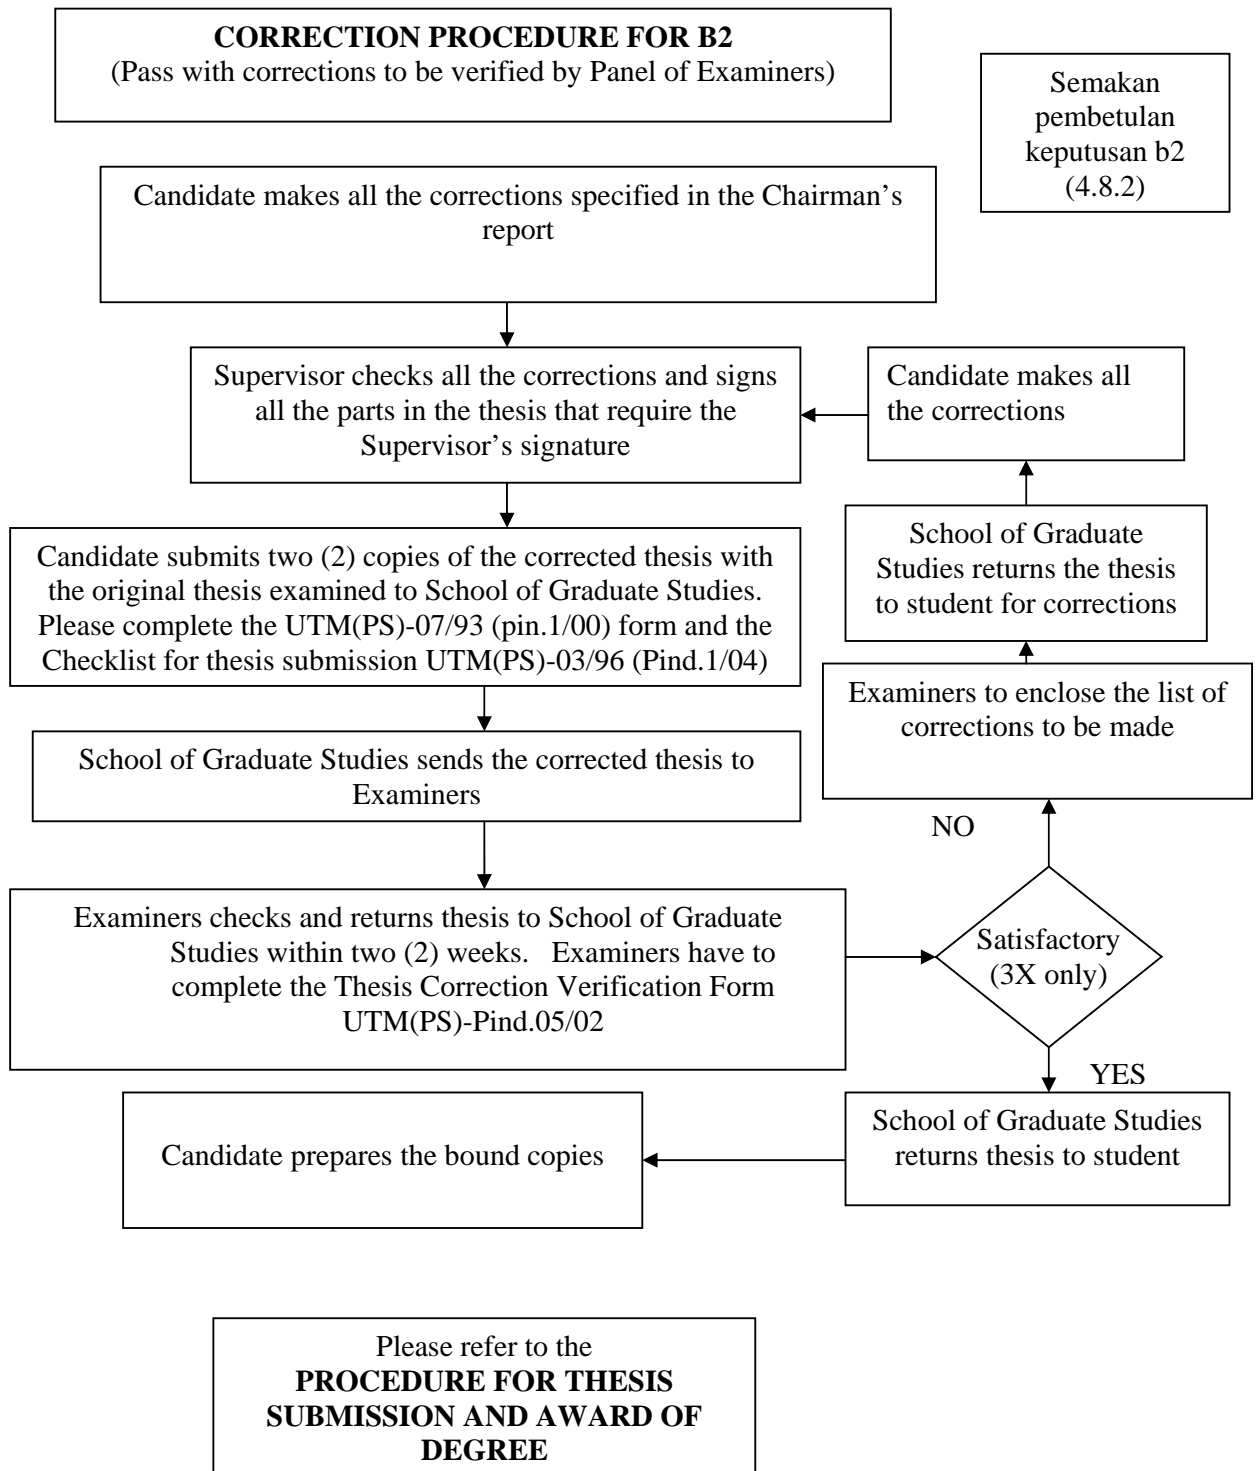 CORRECTION PROCEDURE FOR B2
(Pass with corrections to be verified by Panel of Examiners)
Semakan
pembetulan
keputusan b2
(4.8.2)
Candidate makes all the corrections specified in the Chairman’s
report
Supervisor checks all the corrections and signs
all the parts in the thesis that require the
Supervisor’s signature
Candidate makes all
the corrections
School of Graduate
Studies returns the thesis
to student for corrections
Candidate submits two (2) copies of the corrected thesis with
the original thesis examined to School of Graduate Studies.
Please complete the UTM(PS)-07/93 (pin.1/00) form and the
Checklist for thesis submission UTM(PS)-03/96 (Pind.1/04)
Examiners to enclose the list of
corrections to be made
School of Graduate Studies sends the corrected thesis to
Examiners
NO
Examiners checks and returns thesis to School of Graduate
Studies within two (2) weeks.   Examiners have to
complete the Thesis Correction Verification Form
UTM(PS)-Pind.05/02
Satisfactory
(3X only)
YES
School of Graduate Studies
returns thesis to student
Candidate prepares the bound copies
Please refer to the
PROCEDURE FOR THESIS
SUBMISSION AND AWARD OF
DEGREE